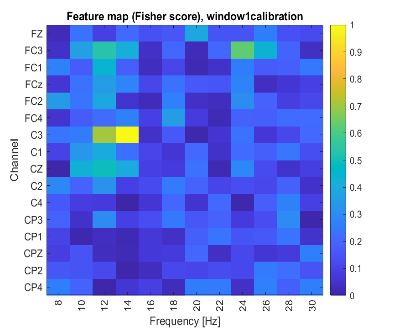 Feature map (Fisher score), window1calibration
Channel
FZ
FC3
FC1
FCz
FC2
FC4
C3
C1
CZ
C2
C4
CP3
CP1
CPZ
CP2
CP4
8 10 12 14 16 18 20 22 24 26 28 30
Frequency [Hz]
1
0.9
0.8
0.7
0.6
0.5
0.4
0.3
0.2
0.1
0